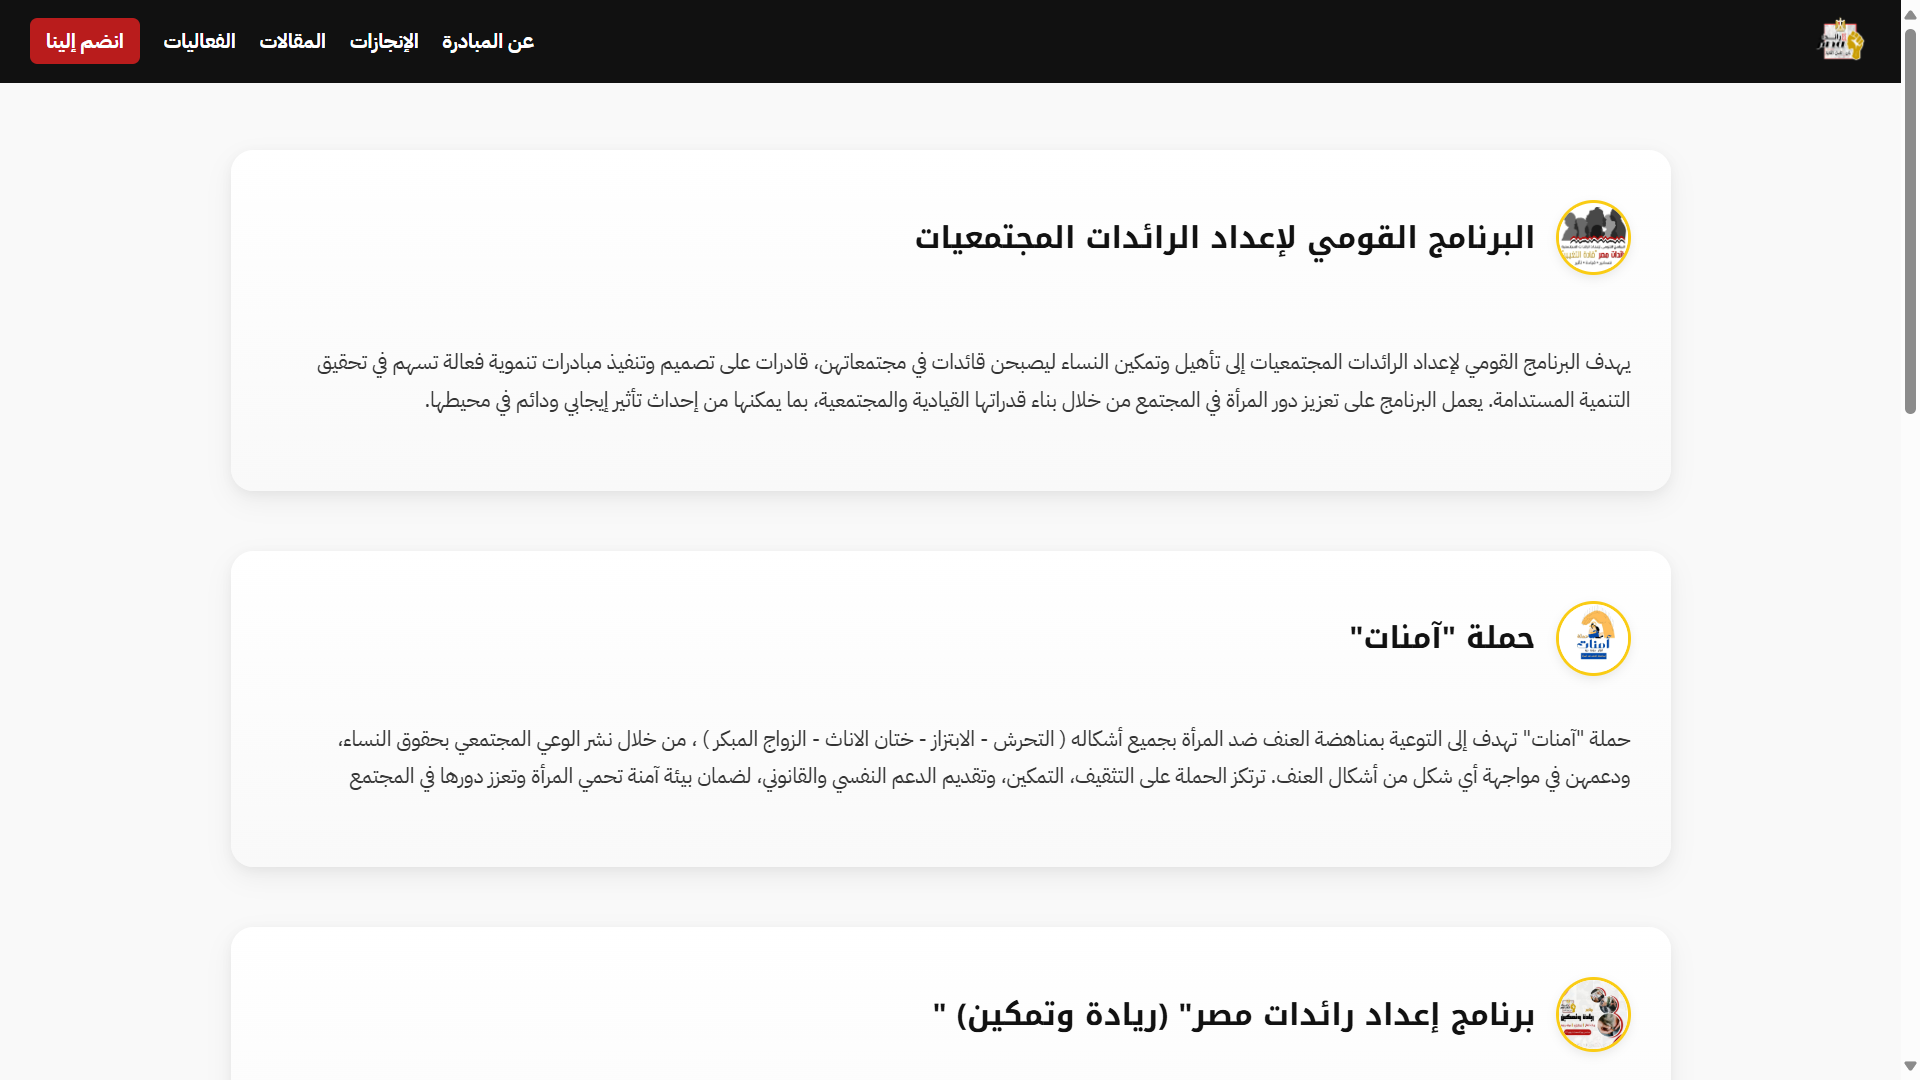 عن المبادرة
الإنجازات
المقالات
الفعاليات
انضم إلينا
البرنامج القومي لإعداد الرائدات المجتمعيات
يهدف البرنامج القومي لإعداد الرائدات المجتمعيات إلى تأهيل وتمكين النساء ليصبحن قائدات في مجتمعاتهن، قادرات على تصميم وتنفيذ مبادرات تنموية فعالة تسهم في تحقيق
التنمية المستدامة. يعمل البرنامج على تعزيز دور المرأة في المجتمع من خلال بناء قدراتها القيادية والمجتمعية، بما يمكنها من إحداث تأثير إيجابي ودائم في محيطها.
آمنات
حملة "آمنات"
حملة "آمنات" تهدف إلى التوعية بمناهضة العنف ضد المرأة بجميع أشكاله ( التحرش - الابتزاز - ختان الاناث - الزواج المبكر ) ، من خلال نشر الوعي المجتمعي بحقوق النساء،
ودعمهن في مواجهة أي شكل من أشكال العنف. ترتكز الحملة على التثقيف، التمكين، وتقديم الدعم النفسي والقانوني، لضمان بيئة آمنة تحمي المرأة وتعزز دورها في المجتمع
برنامج إعداد رائدات مصر" (ريادة وتمكين) "